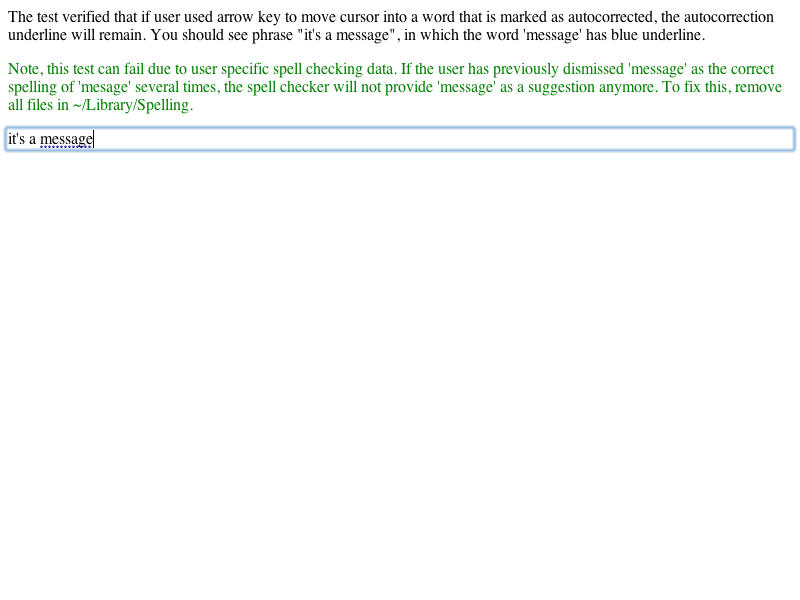 The test verified that if user used arrow key to move cursor into a word that is marked as autocorrected, the autocorrection
underline will remain. You should see phrase "it's a message", in which the word 'message' has blue underline.
Note, this test can fail due to user specific spell checking data. If the user has previously dismissed 'message' as the correct
spelling of 'mesage' several times, the spell checker will not provide 'message' as a suggestion anymore. To fix this, remove
all files in ~/Library/Spelling.
it's a message